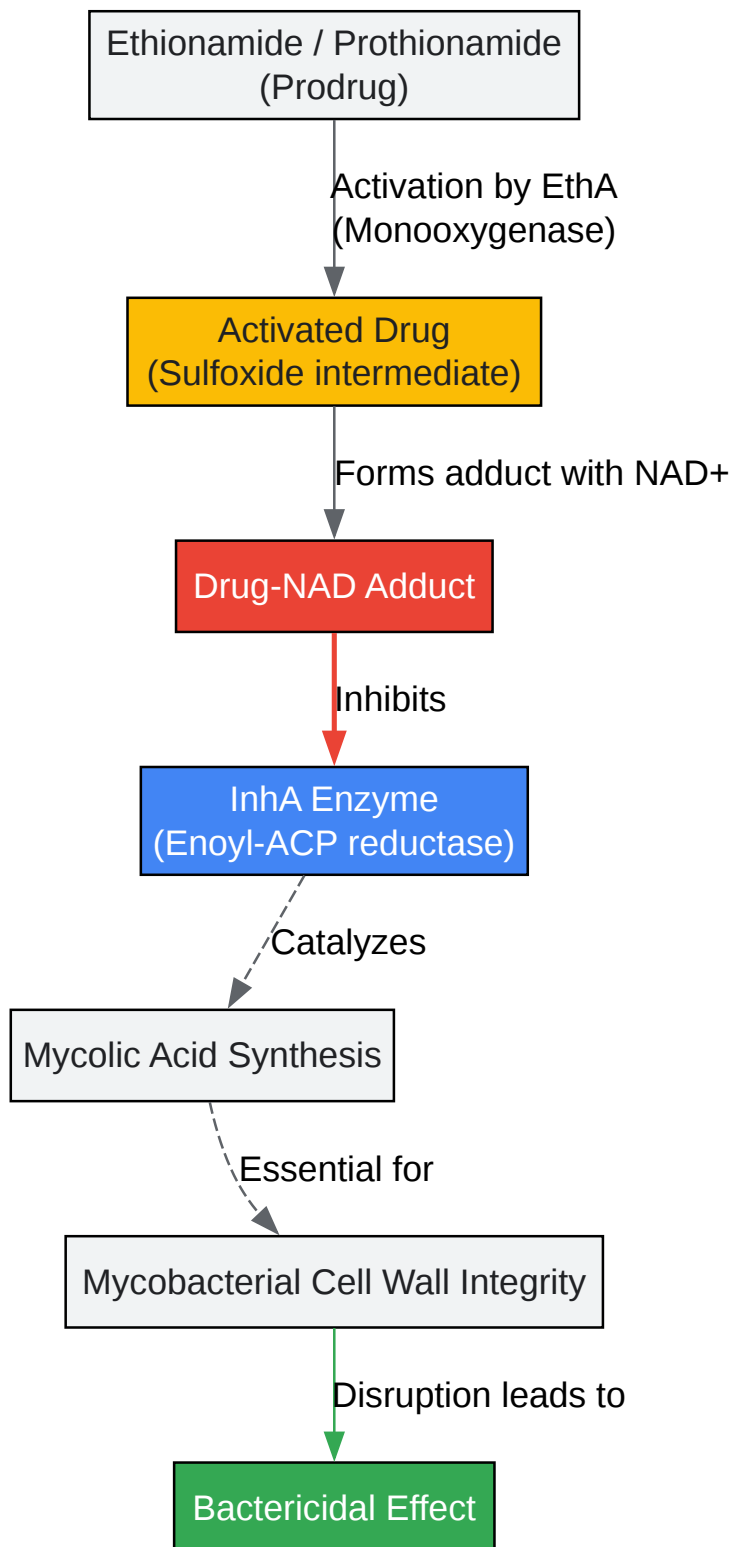 Ethionamide / Prothionamide
(Prodrug)
Activation by EthA
(Monooxygenase)
Activated Drug
(Sulfoxide intermediate)
Forms adduct with NAD+
Drug-NAD Adduct
Inhibits
InhA Enzyme
(Enoyl-ACP reductase)
Catalyzes
Mycolic Acid Synthesis
Essential for
Mycobacterial Cell Wall Integrity
Disruption leads to
Bactericidal Effect